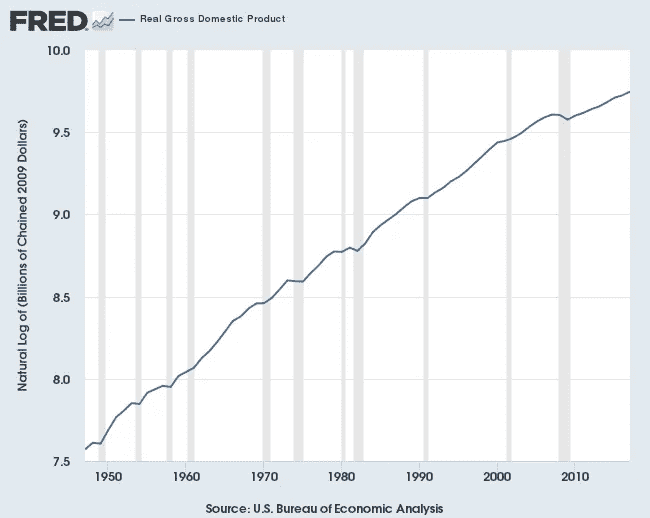 FRED — Real Gross Domestic Product
10.0
9.5
9.0
8.5
8.0
7.5
Natural Log of (Billions of Chained 2009 Dollars)
1950 1960 1970 1980 1990 2000 2010
Source: U.S. Bureau of Economic Analysis